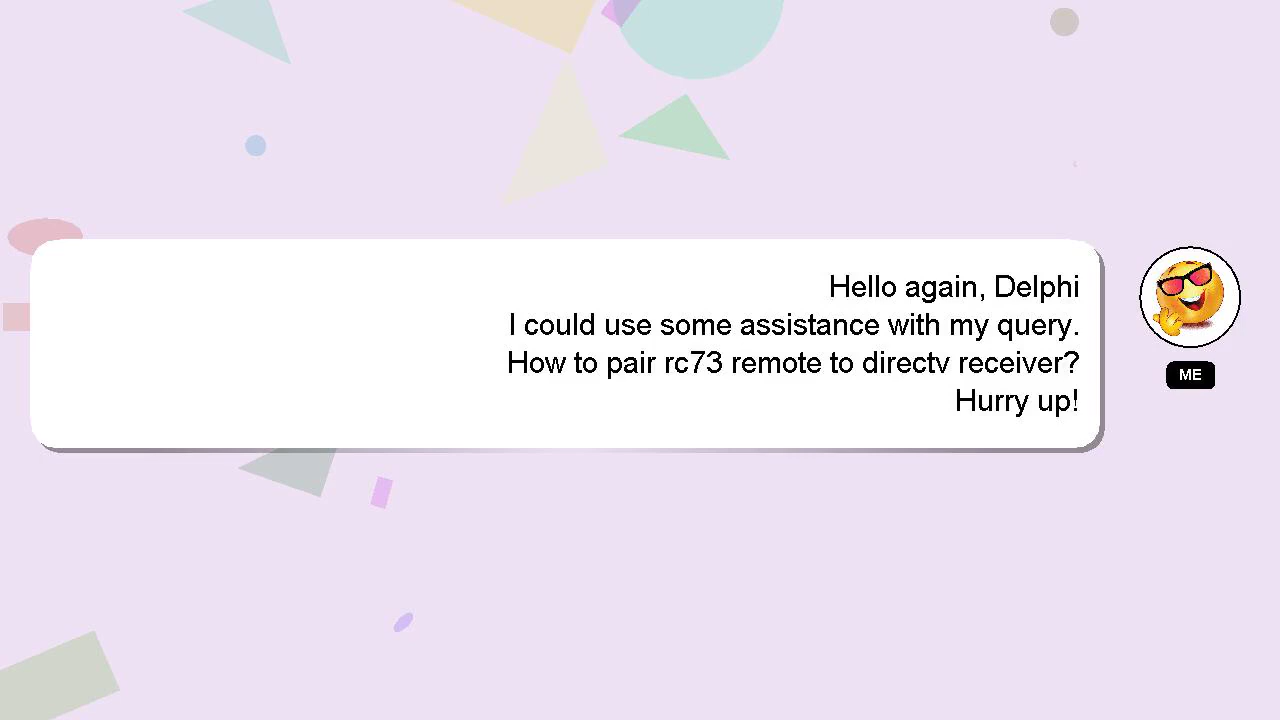 Hello again, Delphi
I could use some assistance with my query.
How to pair rc73 remote to directv receiver?
Hurry up!
ME